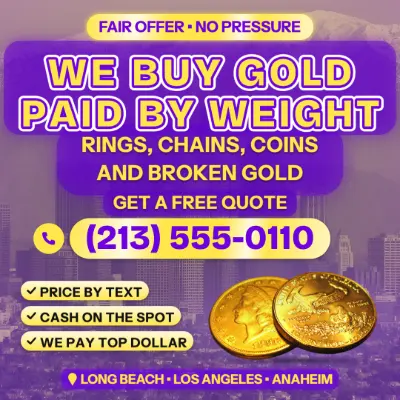 FAIR OFFER • NO PRESSURE
WE BUY GOLD
PAID BY WEIGHT
RINGS, CHAINS, COINS
AND BROKEN GOLD
GET A FREE QUOTE
(213) 555-0110
PRICE BY TEXT
CASH ON THE SPOT
WE PAY TOP DOLLAR
LONG BEACH • LOS ANGELES • ANAHEIM